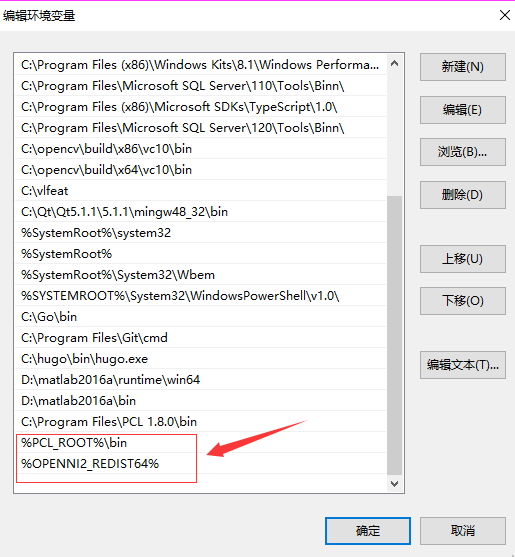 编辑环境变量
C:\Program Files (x86)\Windows Kits\8.1\Windows Performa...
C:\Program Files\Microsoft SQL Server\110\Tools\Binn\
C:\Program Files (x86)\Microsoft SDKs\TypeScript\1.0\
C:\Program Files\Microsoft SQL Server\120\Tools\Binn\
C:\opencv\build\x86\vc10\bin
C:\opencv\build\x64\vc10\bin
C:\vlfeat
C:\Qt\Qt5.1.1\5.1.1\mingw48_32\bin
%SystemRoot%\system32
%SystemRoot%
%SystemRoot%\System32\Wbem
%SYSTEMROOT%\System32\WindowsPowerShell\v1.0\
C:\Go\bin
C:\Program Files\Git\cmd
C:\hugo\bin\hugo.exe
D:\matlab2016a\runtime\win64
D:\matlab2016a\bin
C:\Program Files\PCL 1.8.0\bin
%PCL_ROOT%\bin
%OPENNI2_REDIST64%
新建(N)
编辑(E)
浏览(B)...
删除(D)
上移(U)
下移(O)
编辑文本(T)...
确定
取消